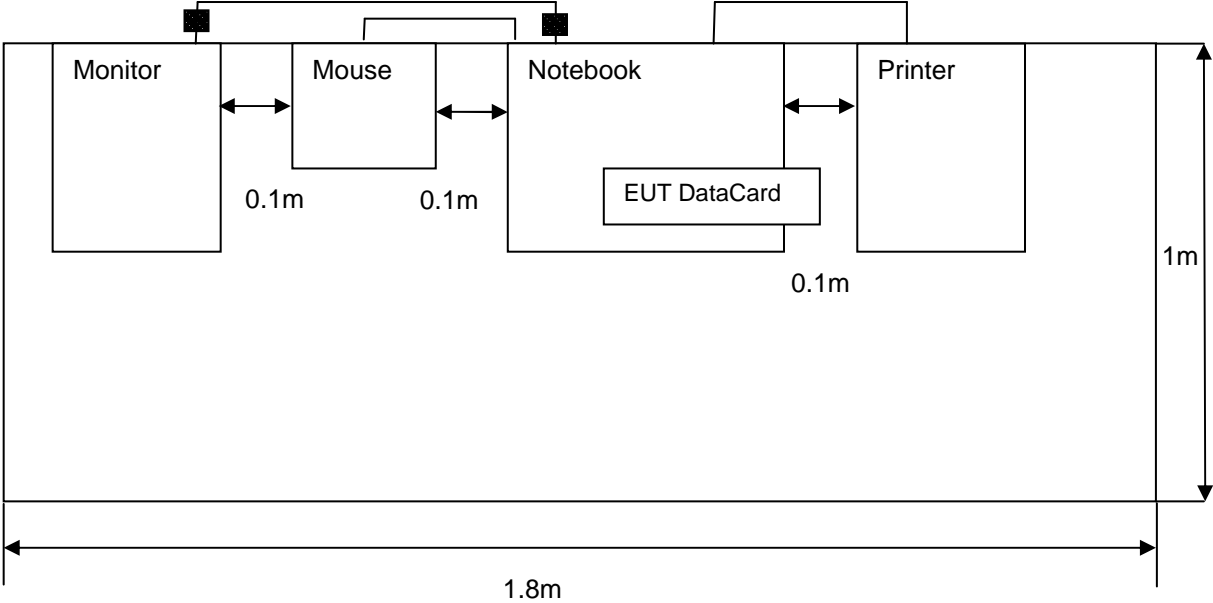 Monitor
Mouse
Notebook
Printer
EUT DataCard
0.1m
0.1m
1m
0.1m
1.8m